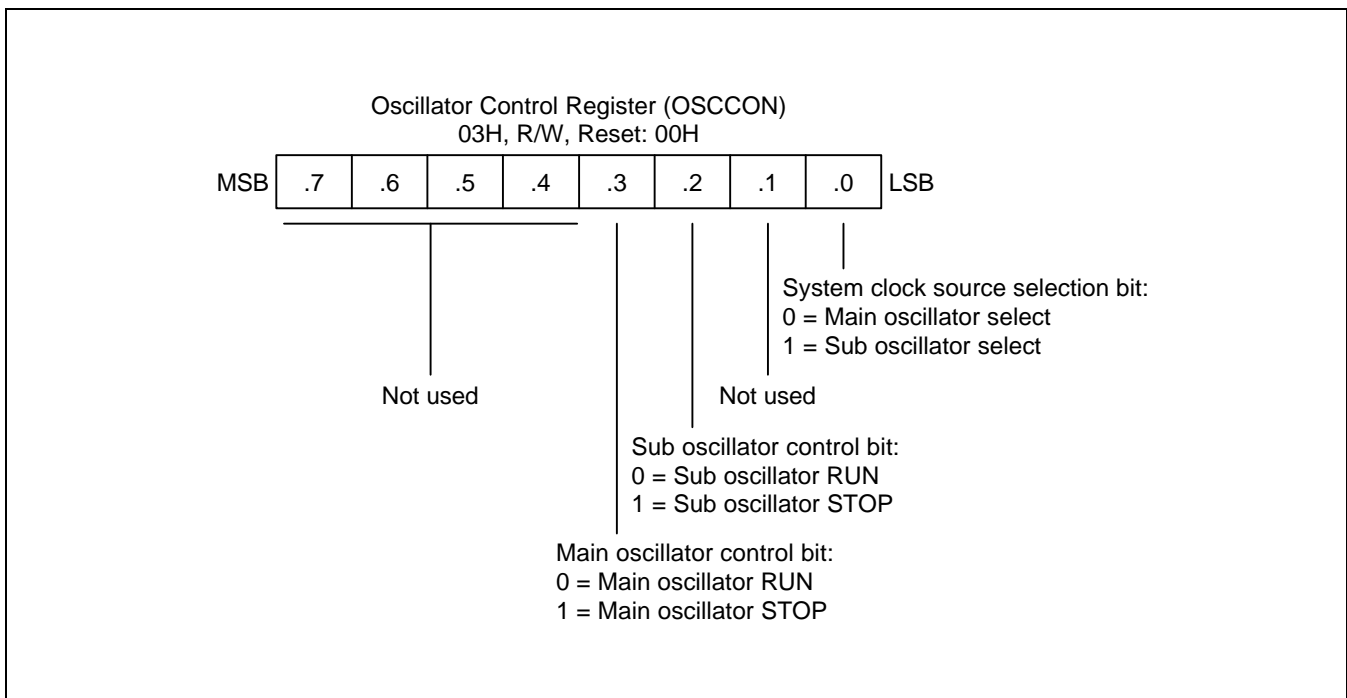 Oscillator Control Register (OSCCON)
03H, R/W, Reset: 00H
MSB .7 .6 .5 .4 .3 .2 .1 .0 LSB
System clock source selection bit:
0 = Main oscillator select
1 = Sub oscillator select
Not used
Not used
Sub oscillator control bit:
0 = Sub oscillator RUN
1 = Sub oscillator STOP
Main oscillator control bit:
0 = Main oscillator RUN
1 = Main oscillator STOP